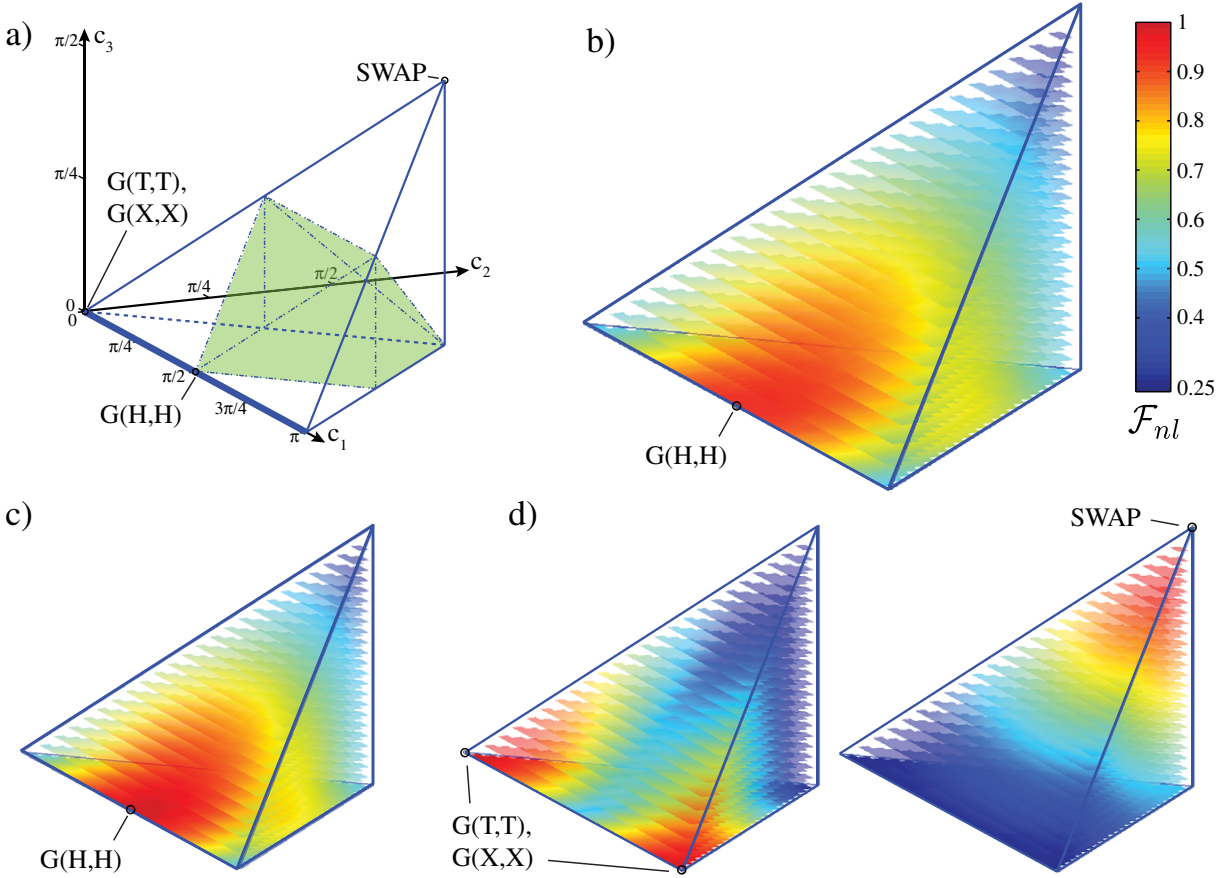 a)
π/2
c3
SWAP
π/4
G(T,T),
G(X,X)
c2
π/2
π/4
0
0
π/4
π/2
G(H,H)
3π/4
π
c1
b)
1
0.9
0.8
0.7
0.6
0.5
0.4
0.25
Fnl
G(H,H)
c)
G(H,H)
d)
SWAP
G(T,T),
G(X,X)